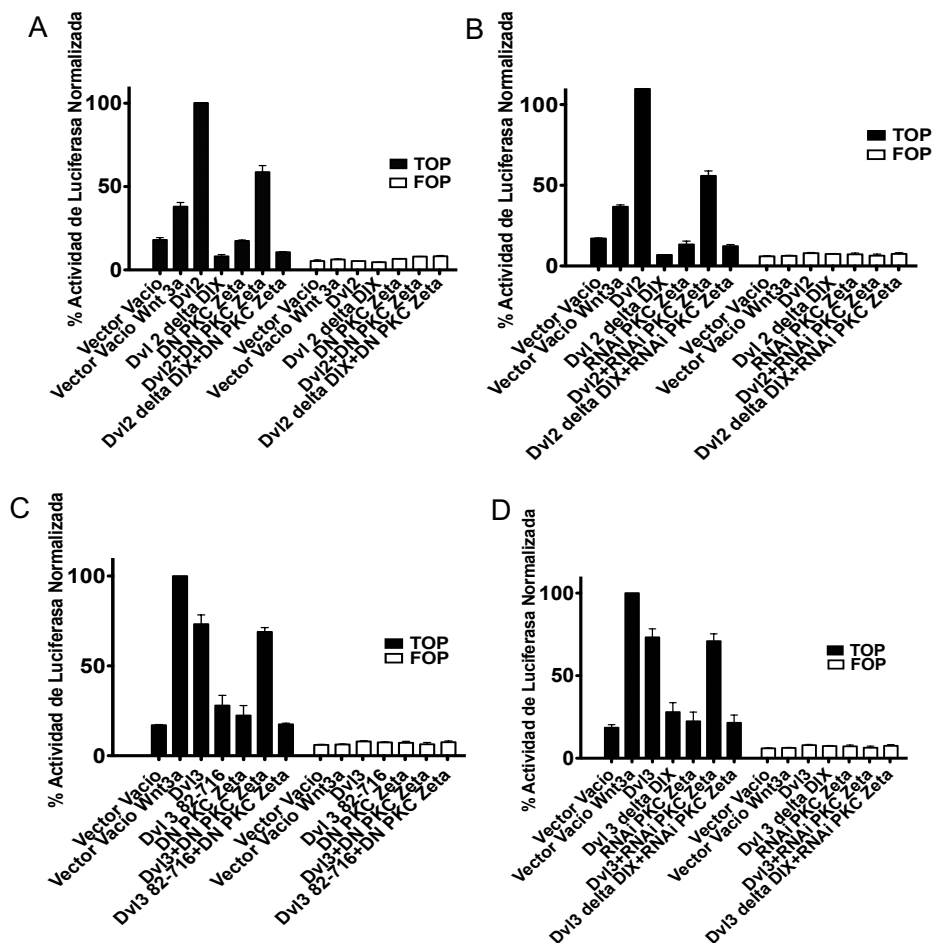 A
% Actividad de Luciferasa Normalizada
100
50
0
TOP
FOP
Vector Vacio
Vector Vacio Wnt 3a
Dvl2
Dvl 2 delta DIX
DN PKC Zeta
Dvl2+DN PKC Zeta
Dvl2 delta DIX+DN PKC Zeta
Vector Vacio
Vector Vacio Wnt 3a
Dvl2
Dvl 2 delta DIX
DN PKC Zeta
Dvl2+DN PKC Zeta
Dvl2 delta DIX+DN PKC Zeta
B
% Actividad de Luciferasa Normalizada
100
50
0
TOP
FOP
Vector Vacio
Vector Vacio Wnt3a
Dvl2
Dvl 2 delta DIX
RNAi PKC Zeta
Dvl2+RNAi PKC Zeta
Dvl2 delta DIX+RNAi PKC Zeta
Vector Vacio
Vector Vacio Wnt3a
Dvl2
Dvl 2 delta DIX
RNAi PKC Zeta
Dvl2+RNAi PKC Zeta
Dvl2 delta DIX+RNAi PKC Zeta
C
% Actividad de Luciferasa Normalizada
100
50
0
TOP
FOP
Vector Vacio
Vector Vacio Wnt3a
Dvl3
Dvl 3 82-716
DN PKC Zeta
Dvl3+DN PKC Zeta
Dvl3 82-716+DN PKC Zeta
Vector Vacio
Vector Vacio Wnt3a
Dvl3
Dvl 3 82-716
DN PKC Zeta
Dvl3+DN PKC Zeta
Dvl3 82-716+DN PKC Zeta
D
% Actividad de Luciferasa Normalizada
100
50
0
TOP
FOP
Vector Vacio
Vector Vacio Wnt3a
Dvl3
Dvl 3 delta DIX
RNAi PKC Zeta
Dvl3+RNAi PKC Zeta
Dvl3 delta DIX+RNAi PKC Zeta
Vector Vacio
Vector Vacio Wnt3a
Dvl3
Dvl 3 delta DIX
RNAi PKC Zeta
Dvl3+RNAi PKC Zeta
Dvl3 delta DIX+RNAi PKC Zeta